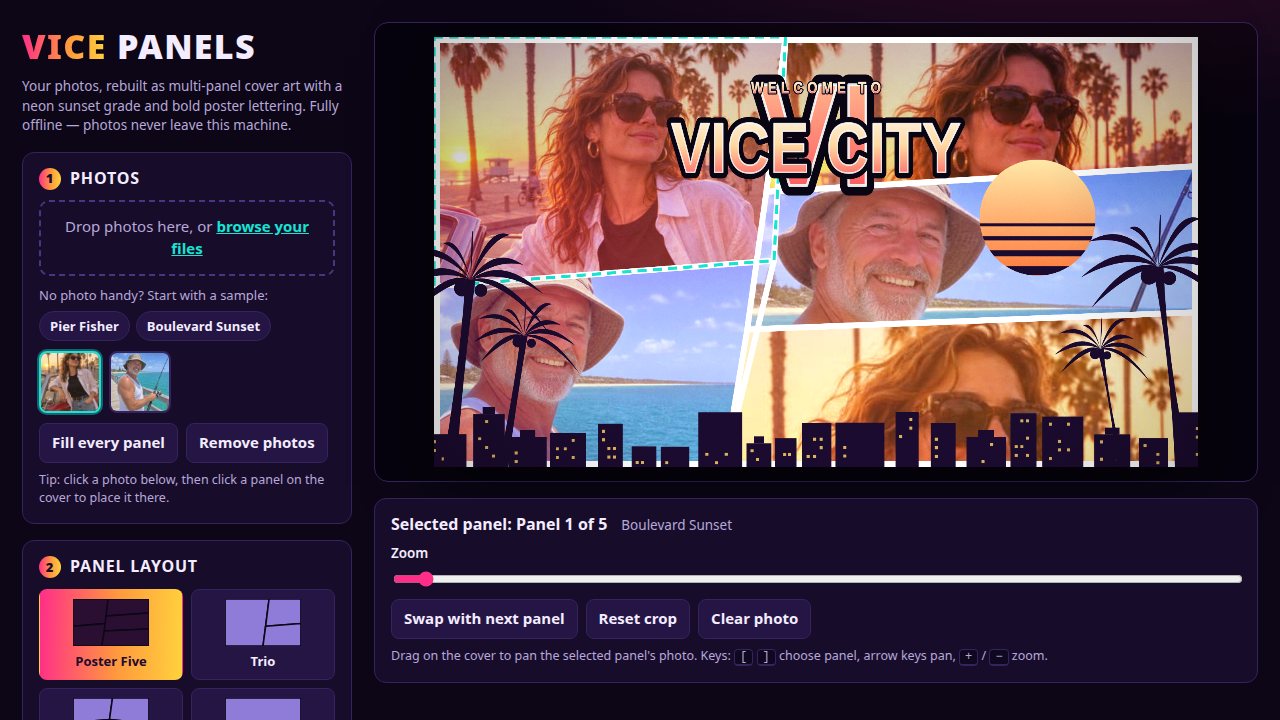 VICE PANELS
Your photos, rebuilt as multi-panel cover art with a
neon sunset grade and bold poster lettering. Fully
offline — photos never leave this machine.
1 PHOTOS
Drop photos here, or browse your
files
No photo handy? Start with a sample:
Pier Fisher
Boulevard Sunset
Fill every panel
Remove photos
Tip: click a photo below, then click a panel on the
cover to place it there.
2 PANEL LAYOUT
Poster Five
Trio
WELCOME TO
VI
VICE CITY
Selected panel: Panel 1 of 5 Boulevard Sunset
Zoom
Swap with next panel
Reset crop
Clear photo
Drag on the cover to pan the selected panel's photo. Keys: [ ] choose panel, arrow keys pan, + / − zoom.